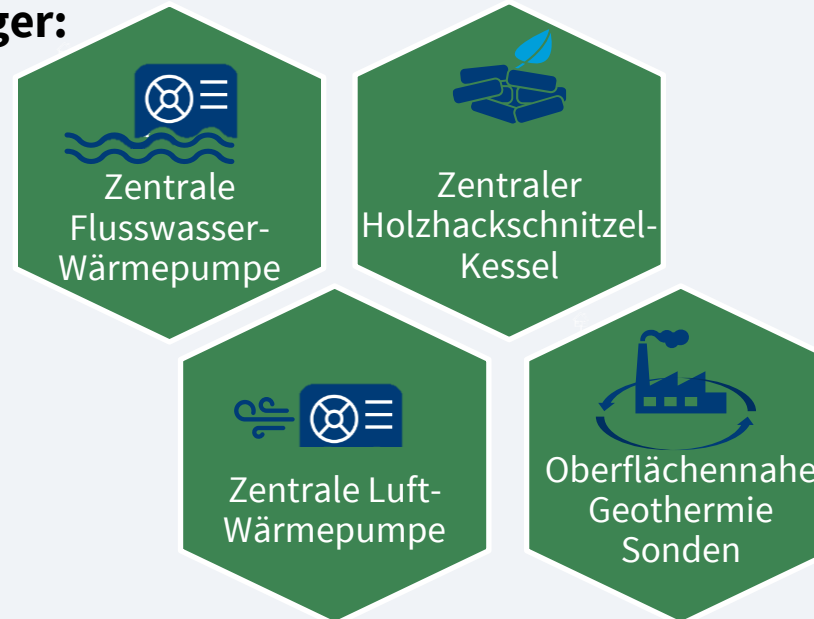 ger:
Zentrale
Flusswasser-
Wärmepumpe
Zentraler
Holzhackschnitzel-
Kessel
Zentrale Luft-
Wärmepumpe
Oberflächennahe
Geothermie
Sonden